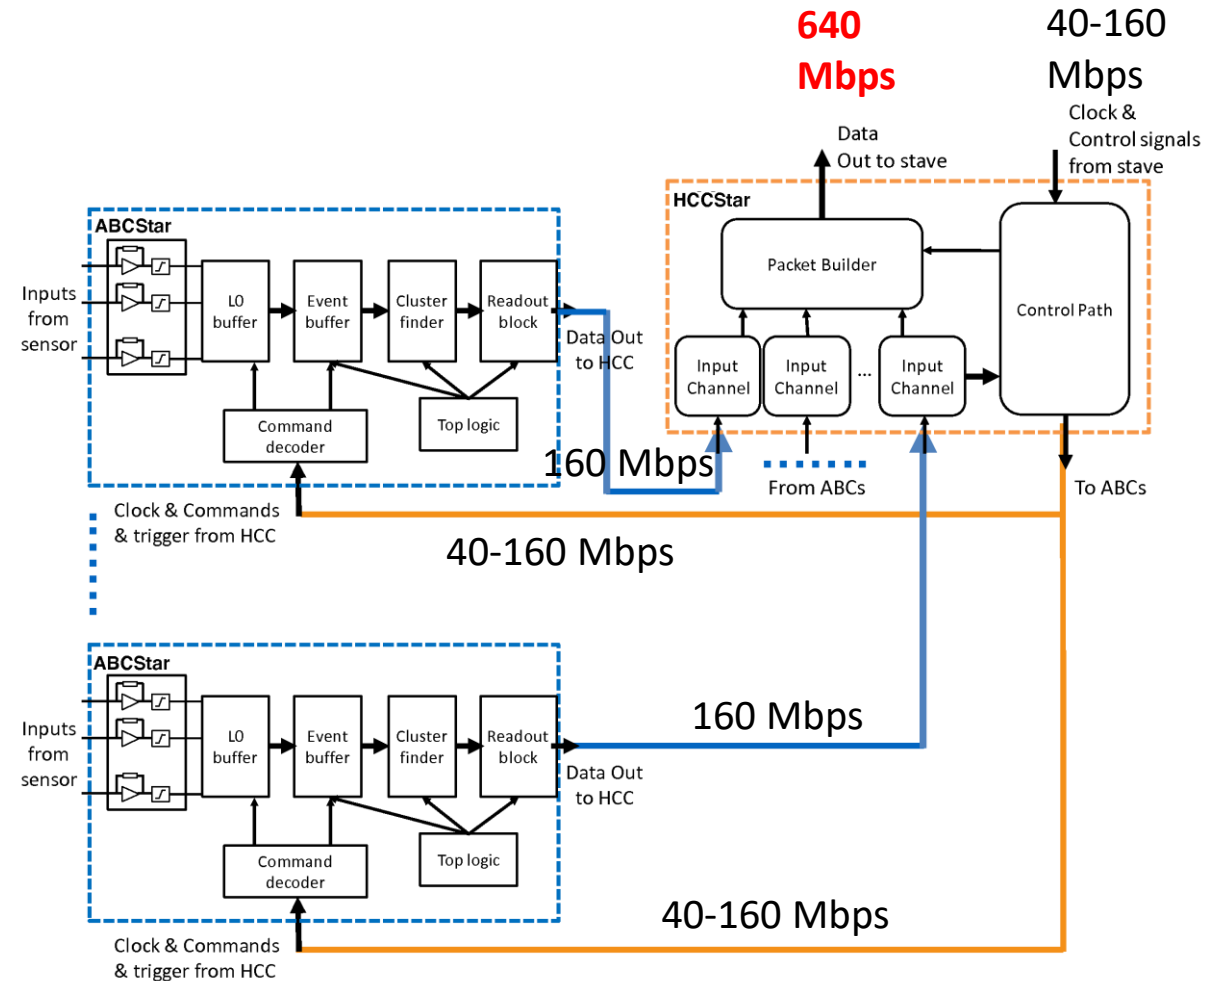 640
Mbps
40-160
Mbps
Clock &
Control signals
from stave
Data
Out to stave
HCCStar
Packet Builder
Control Path
Input
Channel
Input
Channel
...
Input
Channel
From ABCs
To ABCs
ABCStar
Inputs
from
sensor
L0
buffer
Event
buffer
Cluster
finder
Readout
block
Data Out
to HCC
Command
decoder
Top logic
160 Mbps
Clock & Commands
& trigger from HCC
40-160 Mbps
ABCStar
Inputs
from
sensor
L0
buffer
Event
buffer
Cluster
finder
Readout
block
Data Out
to HCC
160 Mbps
Command
decoder
Top logic
40-160 Mbps
Clock & Commands
& trigger from HCC